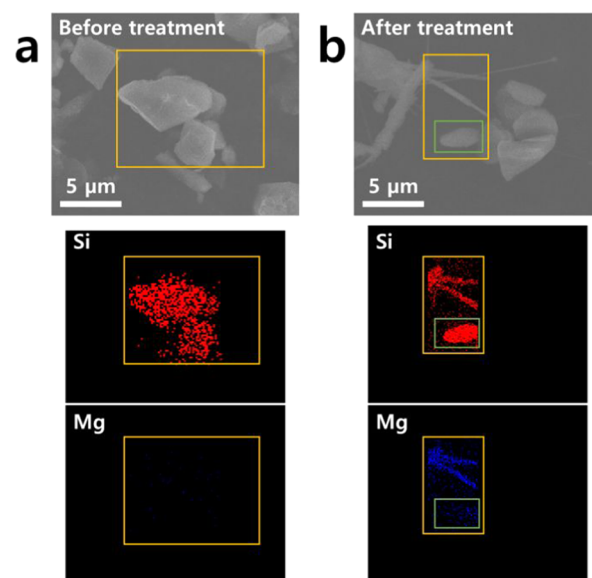 a
Before treatment
5 μm
Si
Mg
b
After treatment
5 μm
Si
Mg